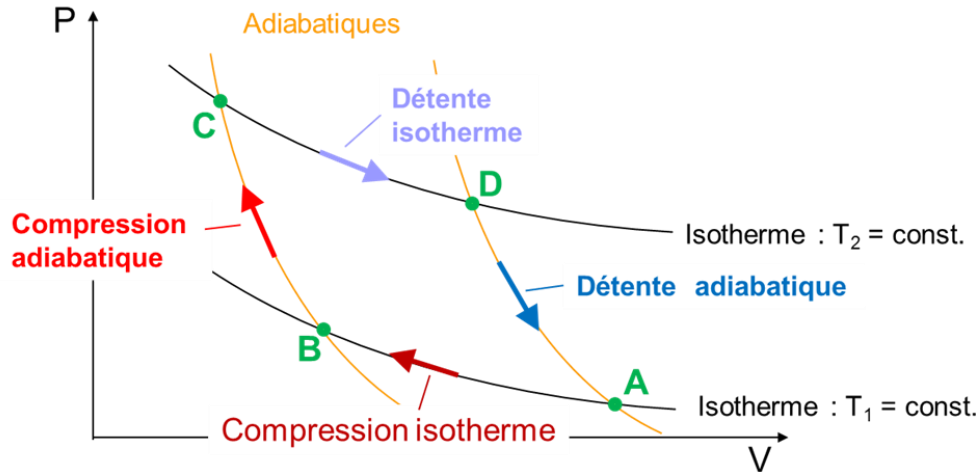 P
Adiabatiques
C
Détente
isotherme
D
Compression
adiabatique
Isotherme : T₂ = const.
Détente adiabatique
B
A
Isotherme : T₁ = const.
Compression isotherme
V